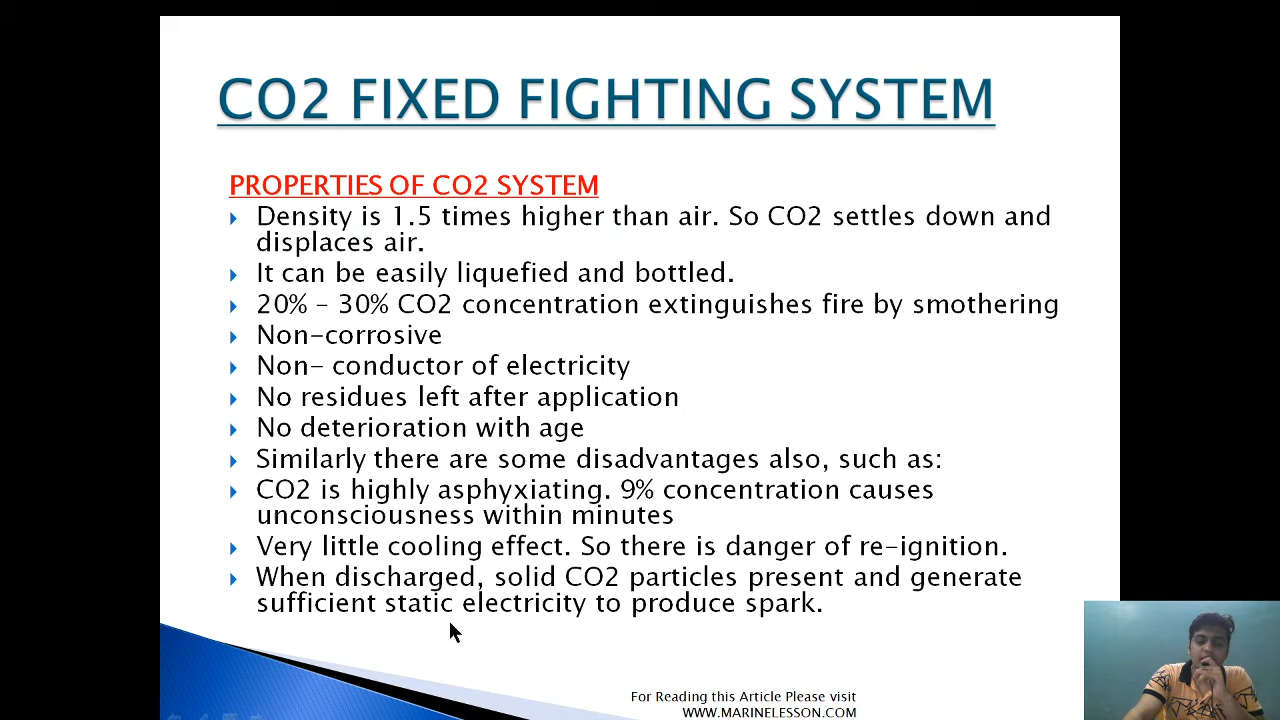 CO2 FIXED FIGHTING SYSTEM
PROPERTIES OF CO2 SYSTEM
Density is 1.5 times higher than air. So CO2 settles down and
displaces air.
It can be easily liquefied and bottled.
20% – 30% CO2 concentration extinguishes fire by smothering
Non-corrosive
Non- conductor of electricity
No residues left after application
No deterioration with age
Similarly there are some disadvantages also, such as:
CO2 is highly asphyxiating. 9% concentration causes
unconsciousness within minutes
Very little cooling effect. So there is danger of re-ignition.
When discharged, solid CO2 particles present and generate
sufficient static electricity to produce spark.
For Reading this Article Please visit
WWW.MARINELESSON.COM